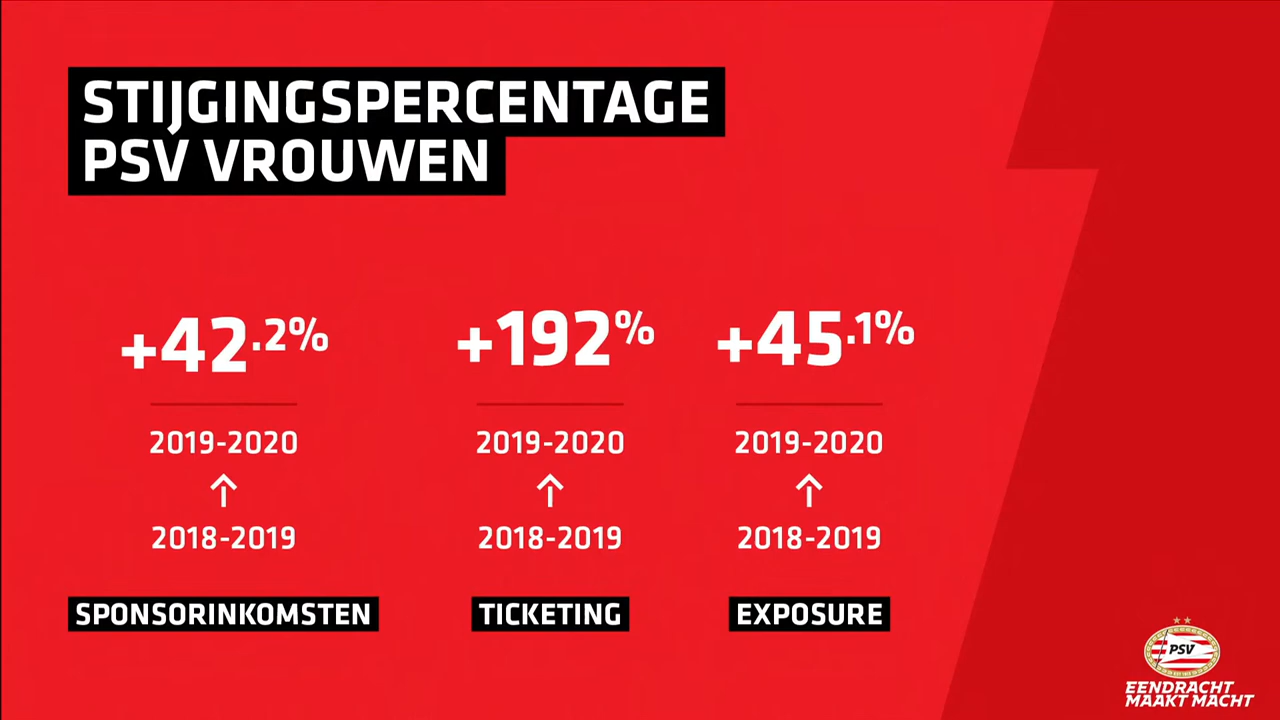 STIJGINGSPERCENTAGE
PSV VROUWEN
+42.2%
2019-2020
↑
2018-2019
SPONSORINKOMSTEN
+192%
2019-2020
↑
2018-2019
TICKETING
+45.1%
2019-2020
↑
2018-2019
EXPOSURE
PSV
EENDRACHT
MAAKT MACHT